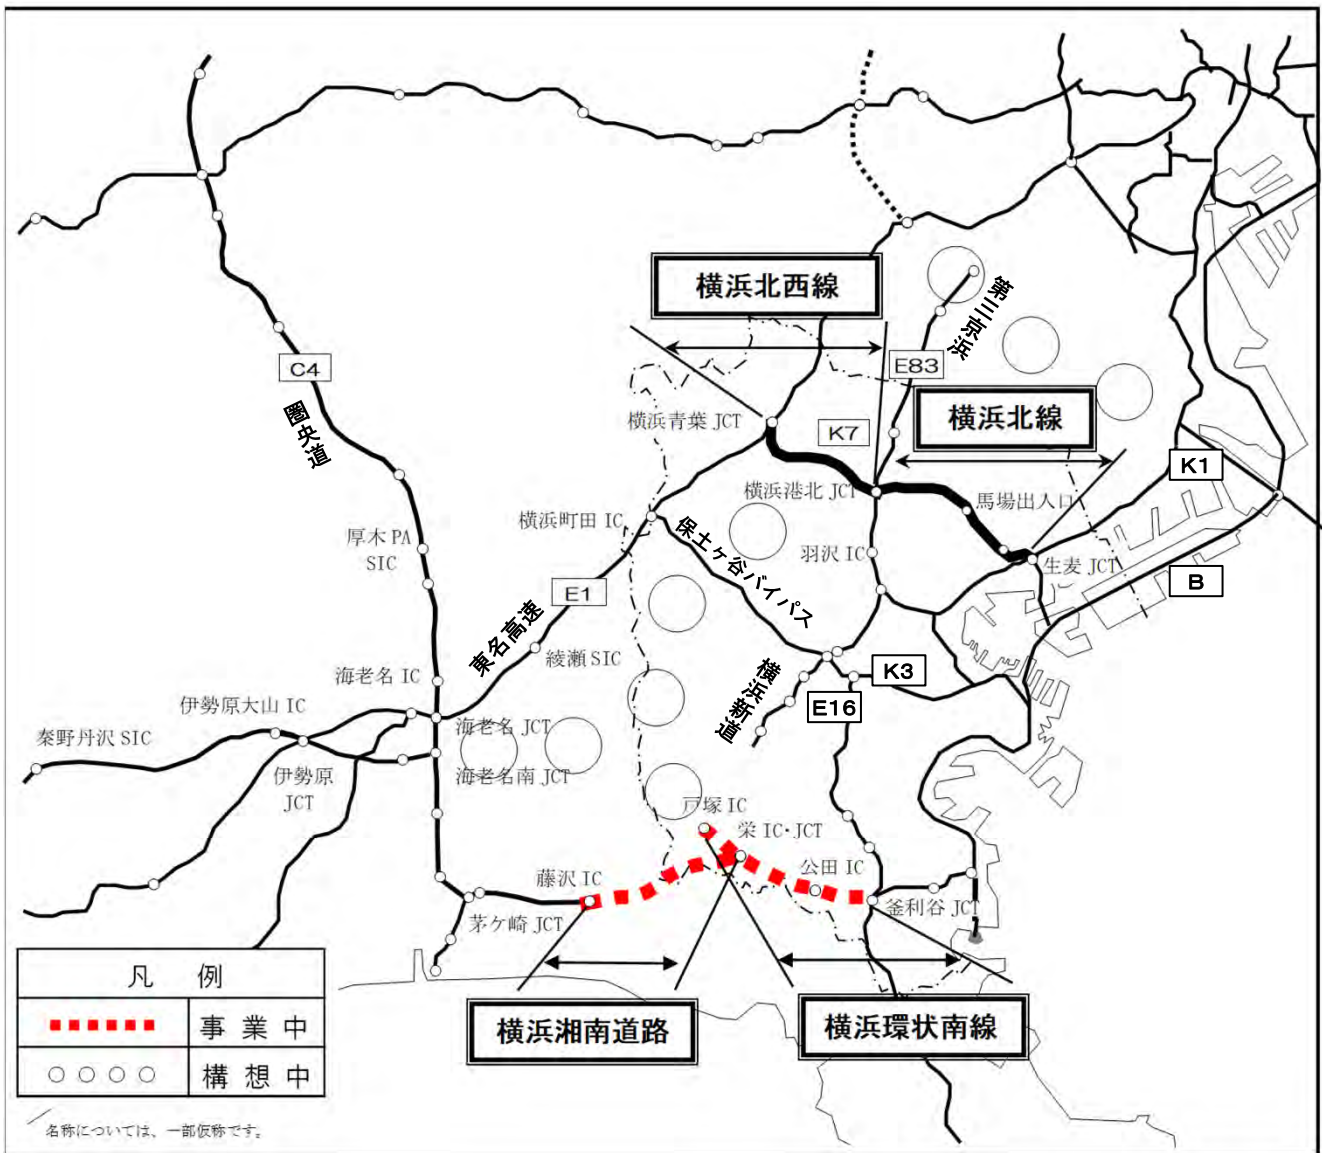 横浜北西線
第三京浜
E83
C4
圏央道
横浜北線
横浜青葉 JCT
K7
K1
横浜港北 JCT
馬場出入口
横浜町田 IC
保土ヶ谷バイパス
厚木 PA
SIC
羽沢 IC
生麦 JCT
B
E1
東名高速
綾瀬 SIC
海老名 IC
横浜新道
K3
E16
伊勢原大山 IC
秦野丹沢 SIC
海老名 JCT
伊勢原
JCT
海老名南 JCT
戸塚 IC
栄 IC・JCT
公田 IC
藤沢 IC
釜利谷 JCT
茅ケ崎 JCT
横浜湘南道路
横浜環状南線
凡 例
事 業 中
構 想 中
名称については、一部仮称です。